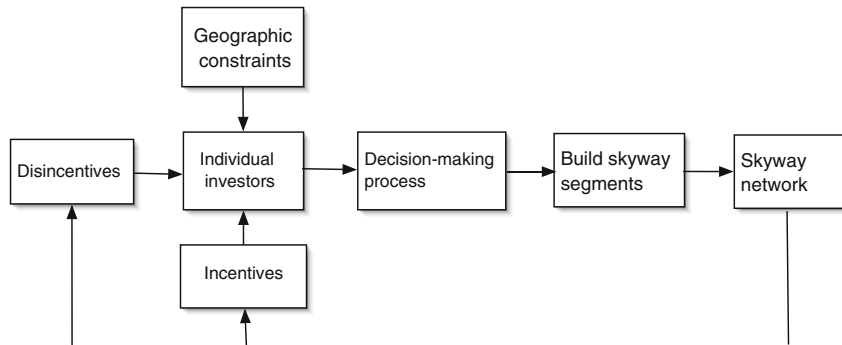 Geographic
constraints
Disincentives
Individual
investors
Decision-making
process
Build skyway
segments
Skyway
network
Incentives